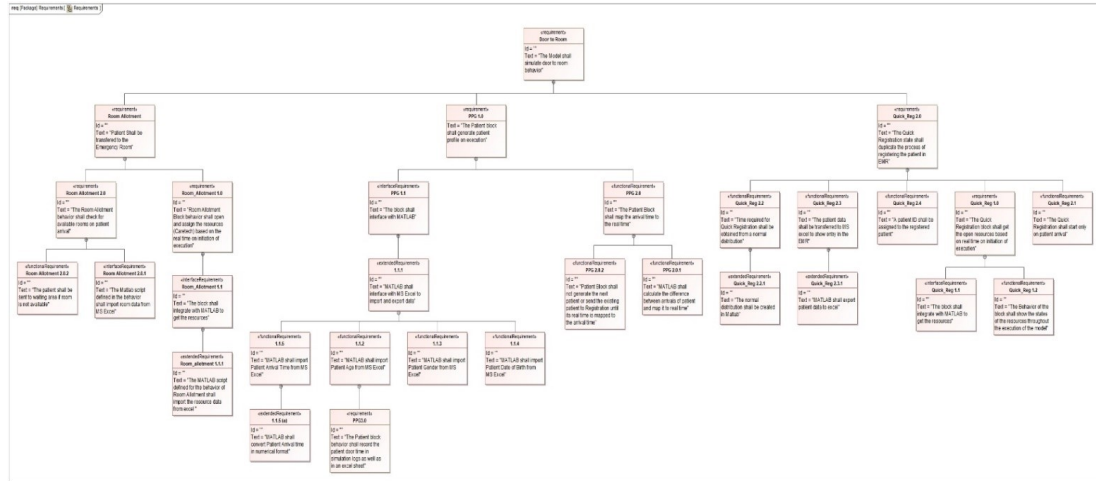 req [Package] Requirements [ Requirements ]
«requirement»
Door to Room
Id = ""
Text = "The Model shall
simulate door to room
behavior"
«requirement»
Room Allotment
Id = ""
Text = "Patient Shall be
transfered to the
Emergency Room"
«requirement»
PPG 1.0
Id = ""
Text = "The Patient block
shall generate patient
profile on execution"
«requirement»
Quick_Reg 2.0
Id = ""
Text = "The Quick
Registration state shall
duplicate the process of
registering the patient in
EMR"
«requirement»
Room Allotment 2.0
Id = ""
Text = "The Room Allotment
behavior shall check for
available rooms on patient
arrival"
«requirement»
Room_Allotment 1.0
Id = ""
Text = "Room Allotment
Block behavior shall open
and assign the resources
(Caretech) based on the
real time on initiation of
execution"
«interfaceRequirement»
PPG 1.1
Id = ""
Text = "The block shall
interface with MATLAB"
«functionalRequirement»
PPG 2.0
Id = ""
Text = "The Patient Block
shall map the arrival time to
the real time"
«functionalRequirement»
Quick_Reg 2.2
Id = ""
Text = "Time required for
Quick Registration shall be
obtained from a normal
distribution"
«functionalRequirement»
Quick_Reg 2.3
Id = ""
Text = "The patient data
shall be transferred to MS
excel to show entry in the
EMR"
«functionalRequirement»
Quick_Reg 2.4
Id = ""
Text = "A patient ID shall be
assigned to the registered
patient"
«requirement»
Quick_Reg 1.0
Id = ""
Text = "The Quick
Registration block shall get
the open resources based
on real time on initiation of
execution"
«functionalRequirement»
Quick_Reg 2.1
Id = ""
Text = "The Quick
Registration shall start only
on patient arrival"
«functionalRequirement»
Room Allotment 2.0.2
Id = ""
Text = "The patient shall be
sent to waiting area if room
is not available"
«interfaceRequirement»
Room Allotment 2.0.1
Id = ""
Text = "The Matlab script
defined in the behavior
shall import room data from
MS Excel"
«interfaceRequirement»
Room Allotment 1.1
Id = ""
Text = "The block shall
integrate with MATLAB to
get the resources"
«extendedRequirement»
1.1.1
Id = ""
Text = "MATLAB shall
interface with MS Excel to
import and export data"
«functionalRequirement»
PPG 2.0.2
Id = ""
Text = "Patient Block shall
not generate the next
patient or send the existing
patient to Registration until
its real time is mapped to
the arrival time"
«functionalRequirement»
PPG 2.0.1
Id = ""
Text = "MATLAB shall
calculate the difference
between arrivals of patient
and map it to real time"
«extendedRequirement»
Quick_Reg 2.2.1
Id = ""
Text = "The normal
distribution shall be created
in Matlab"
«extendedRequirement»
Quick_Reg 2.3.1
Id = ""
Text = "MATLAB shall export
patient data to excel"
«interfaceRequirement»
Quick_Reg 1.1
Id = ""
Text = "The block shall
integrate with MATLAB to
get the resources"
«functionalRequirement»
Quick_Reg 1.2
Id = ""
Text = "The Behavior of the
block shall show the states
of the resources throughout
the execution of the model"
«extendedRequirement»
Room_allotment 1.1.1
Id = ""
Text = "The MATLAB script
defined for the behavior of
Room Allotment shall
import the resource data
from excel"
«functionalRequirement»
Id = ""
Text = "MATLAB shall import
Patient Arrival Time from MS
Excel"
«functionalRequirement»
1.1.2
Id = ""
Text = "MATLAB shall import
Patient Age from MS Excel"
«functionalRequirement»
1.1.3
Id = ""
Text = "MATLAB shall import
Patient Gender from MS
Excel"
«functionalRequirement»
1.1.4
Id = ""
Text = "MATLAB shall import
Patient Date of Birth from
MS Excel"
«extendedRequirement»
Id = ""
Text = "MATLAB shall
convert Patient Arrival time
in numerical format"
«requirement»
PPG3.0
Id = ""
Text = "The Patient block
behavior shall record the
patient door time in
simulation logs as well as
in an excel sheet"